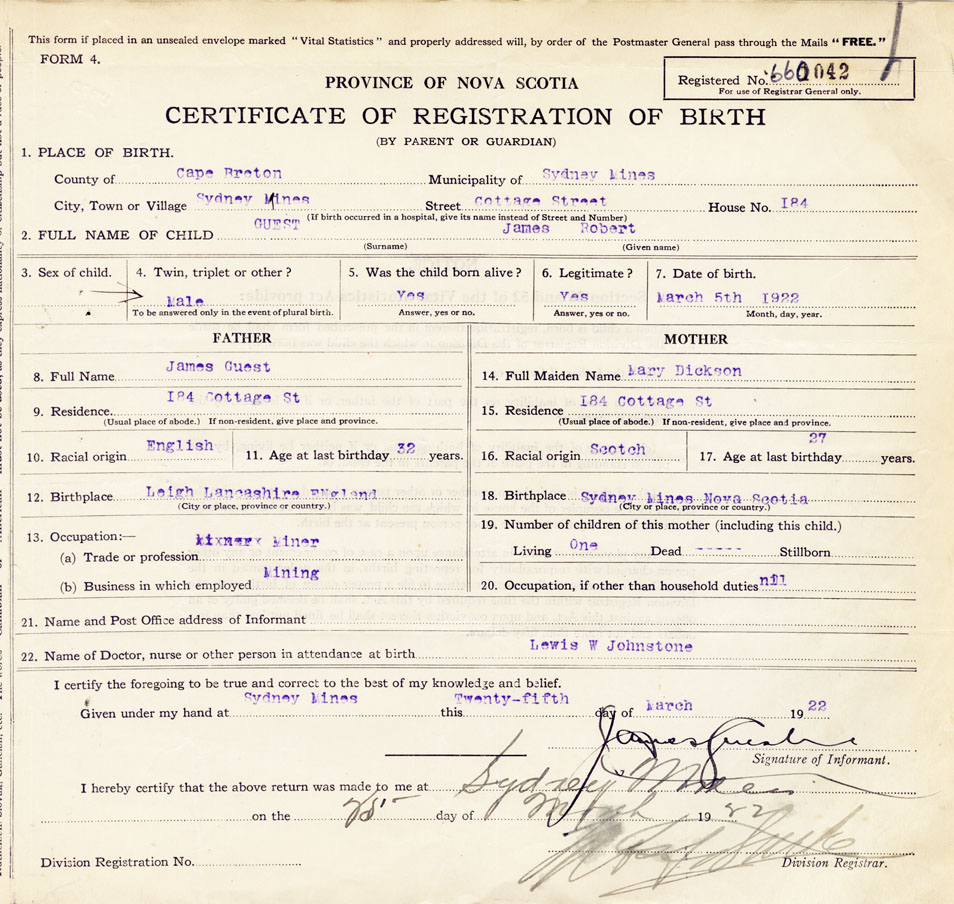 This form if placed in an unsealed envelope marked "Vital Statistics" and properly addressed will, by order of the Postmaster General pass through the Mails "FREE."
FORM 4.
PROVINCE OF NOVA SCOTIA
Registered No. 042
For use of Registrar General only.
CERTIFICATE OF REGISTRATION OF BIRTH
(BY PARENT OR GUARDIAN)
1. PLACE OF BIRTH.
County of Cape Breton Municipality of Sydney Mines
City, Town or Village Sydney Mines Street Cottage Street House No. I84
(If birth occurred in a hospital, give its name instead of Street and Number)
2. FULL NAME OF CHILD GUEST James Robert
(Surname) (Given name)
3. Sex of child. 4. Twin, triplet or other? 5. Was the child born alive? 6. Legitimate? 7. Date of birth.
Male Yes Yes March 5th I922
To be answered only in the event of plural birth. Answer, yes or no. Answer, yes or no. Month, day, year.
FATHER MOTHER
8. Full Name James Guest 14. Full Maiden Name Mary Dickson
9. Residence. I84 Cottage St 15. Residence I84 Cottage St
(Usual place of abode.) If non-resident, give place and province. (Usual place of abode.) If non-resident, give place and province.
10. Racial origin English 11. Age at last birthday 32 years. 16. Racial origin Scotch 17. Age at last birthday 27 years.
12. Birthplace Leigh Lancashire England 18. Birthplace Sydney Mines Nova Scotia
(City or place, province or country.) (City or place, province or country.)
13. Occupation:— 19. Number of children of this mother (including this child.)
(a) Trade or profession Miner Living One Dead ----- Stillborn
(b) Business in which employed Mining 20. Occupation, if other than household duties nil
21. Name and Post Office address of Informant
22. Name of Doctor, nurse or other person in attendance at birth Lewis W Johnstone
I certify the foregoing to be true and correct to the best of my knowledge and belief.
Given under my hand at Sydney Mines this Twenty-fifth day of March 1922
James Guest
Signature of Informant.
I hereby certify that the above return was made to me at Sydney Mines
on the 25 day of March 1922
Division Registration No. Division Registrar.